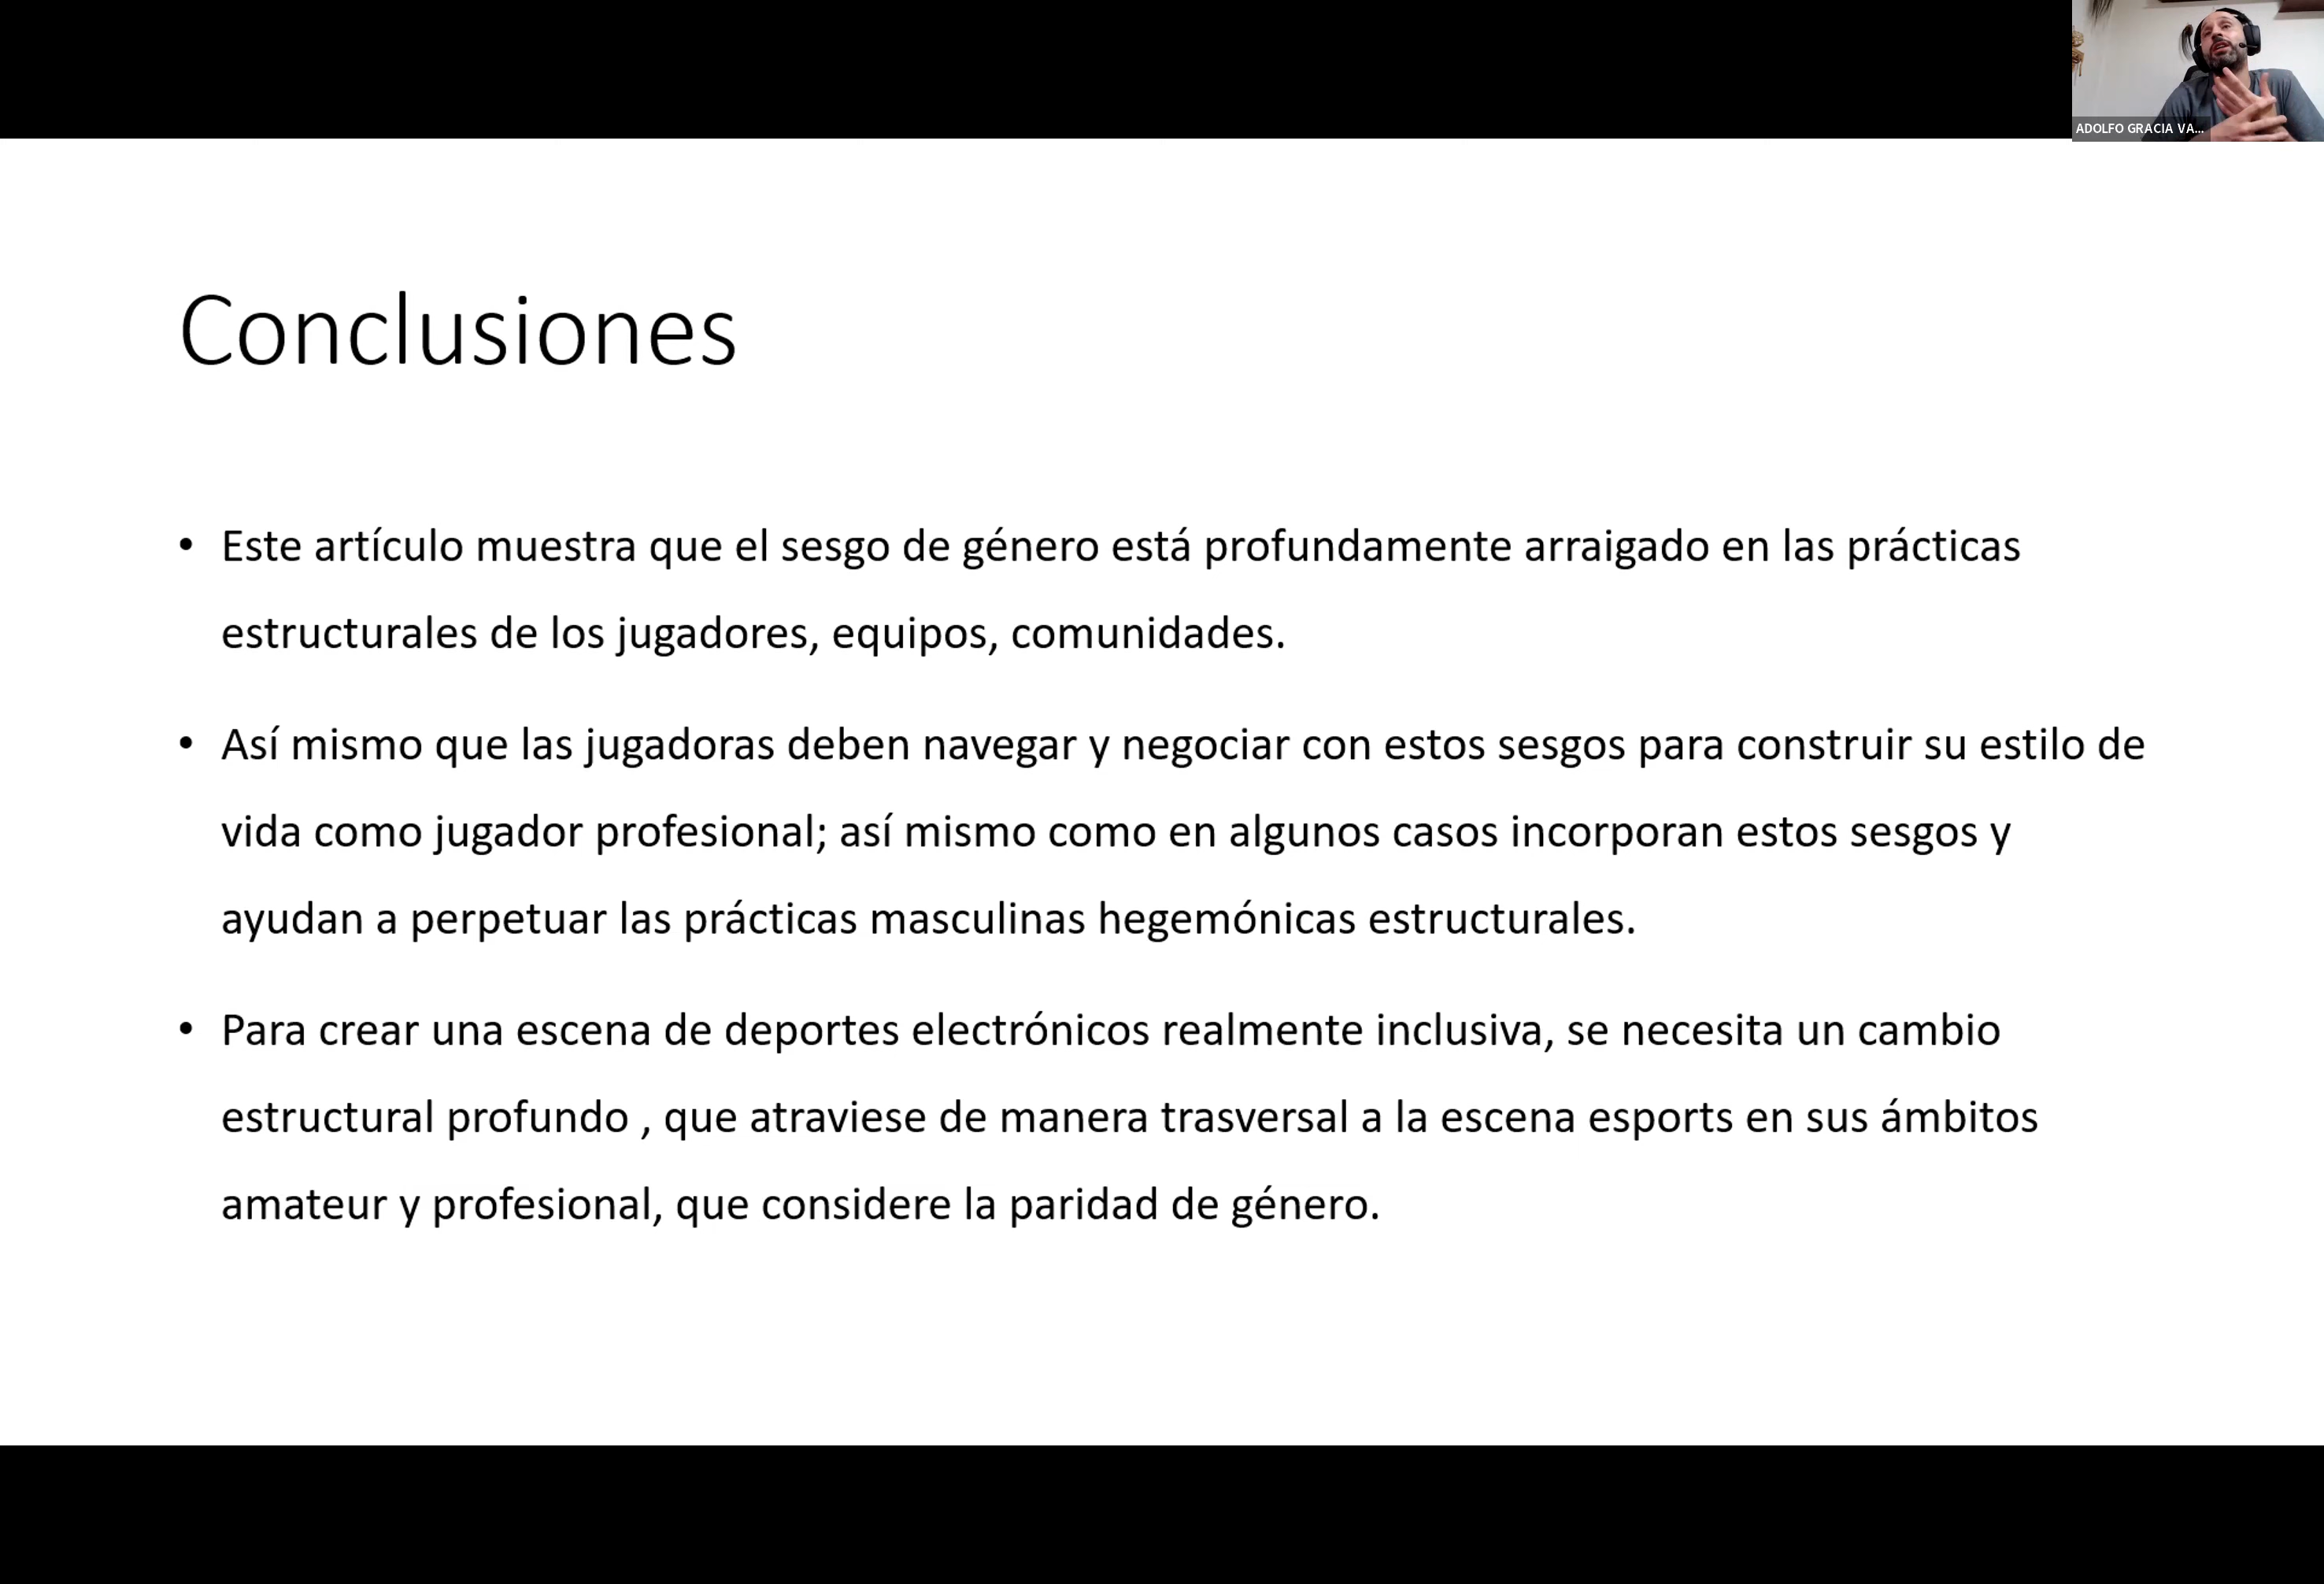 ADOLFO GRACIA VA...
Conclusiones
• Este artículo muestra que el sesgo de género está profundamente arraigado en las prácticas
estructurales de los jugadores, equipos, comunidades.
• Así mismo que las jugadoras deben navegar y negociar con estos sesgos para construir su estilo de
vida como jugador profesional; así mismo como en algunos casos incorporan estos sesgos y
ayudan a perpetuar las prácticas masculinas hegemónicas estructurales.
• Para crear una escena de deportes electrónicos realmente inclusiva, se necesita un cambio
estructural profundo , que atraviese de manera trasversal a la escena esports en sus ámbitos
amateur y profesional, que considere la paridad de género.